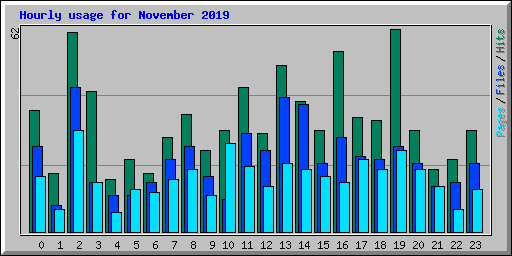 Hourly usage for November 2019
62
Pages/Files/Hits
0 1 2 3 4 5 6 7 8 9 10 11 12 13 14 15 16 17 18 19 20 21 22 23